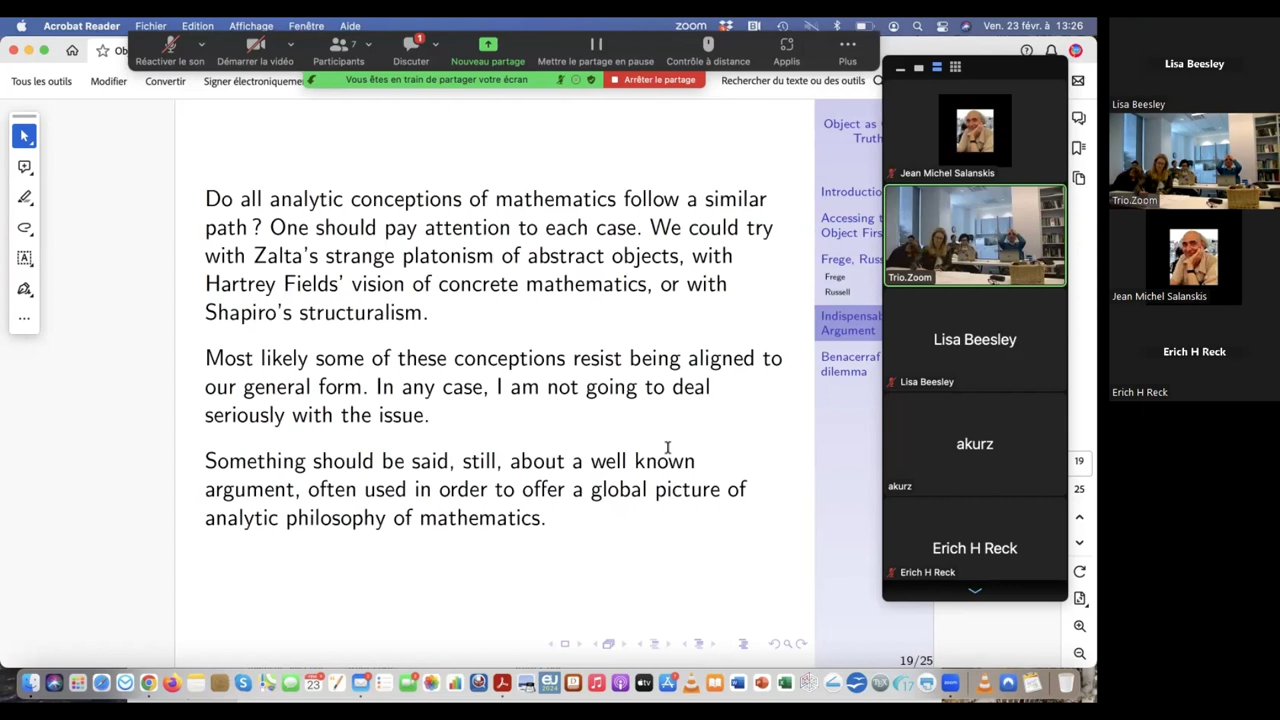 Acrobat Reader Fichier Edition Affichage Fenêtre Aide
zoom
Ven. 23 févr. à 13:26
Réactiver le son
Démarrer la vidéo
7
Participants
1
Discuter
Nouveau partage
Mettre le partage en pause
Contrôle à distance
Applis
Plus
Vous êtes en train de partager votre écran
Arrêter le partage
Tous les outils Modifier Convertir Signer électroniquement
Rechercher du texte ou des outils
Do all analytic conceptions of mathematics follow a similar
path ? One should pay attention to each case. We could try
with Zalta's strange platonism of abstract objects, with
Hartrey Fields' vision of concrete mathematics, or with
Shapiro's structuralism.
Most likely some of these conceptions resist being aligned to
our general form. In any case, I am not going to deal
seriously with the issue.
Something should be said, still, about a well known
argument, often used in order to offer a global picture of
analytic philosophy of mathematics.
Object as
Truth
Introductio
Accessing t
Object Firs
Frege, Russ
Frege
Russell
Indispensab
Argument
Benacerraf
dilemma
19/25
19
25
Jean Michel Salanskis
Trio.Zoom
Lisa Beesley
Lisa Beesley
akurz
akurz
Erich H Reck
Erich H Reck
Lisa Beesley
Lisa Beesley
Trio.Zoom
Jean Michel Salanskis
Erich H Reck
Erich H Reck